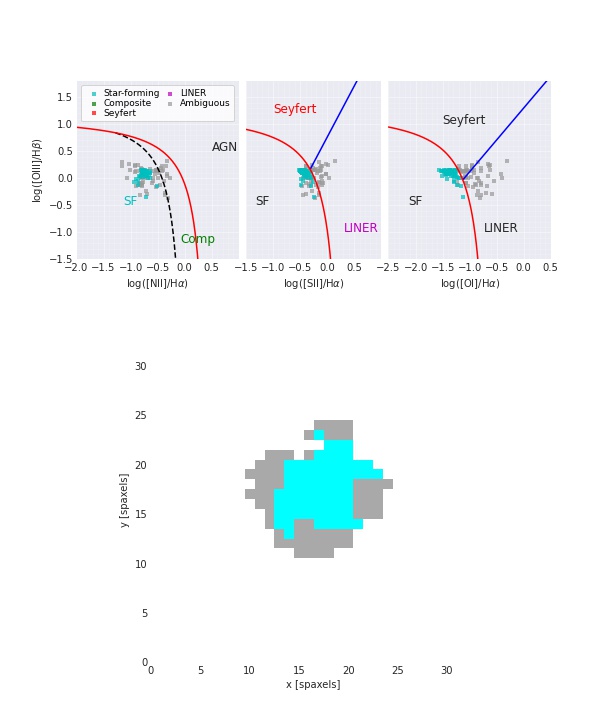 1.5
1.0
0.5
0.0
−0.5
−1.0
−1.5
log([OIII]/Hβ)
Star-forming
Composite
Seyfert
LINER
Ambiguous
AGN
SF
Comp
−2.0 −1.5 −1.0 −0.5 0.0 0.5
log([NII]/Hα)
Seyfert
SF
LINER
−1.5 −1.0 −0.5 0.0 0.5
log([SII]/Hα)
Seyfert
SF
LINER
−2.5 −2.0 −1.5 −1.0 −0.5 0.0 0.5
log([OI]/Hα)
30
25
20
15
10
5
0
y [spaxels]
0 5 10 15 20 25 30
x [spaxels]